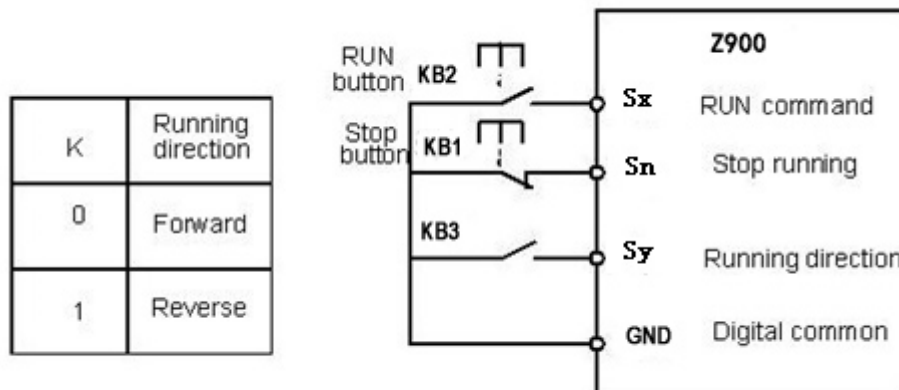 K
Running
direction
0
Forward
1
Reverse
RUN
button
KB2
Stop
button
KB1
KB3
Z900
Sx
RUN command
Sn
Stop running
Sy
Running direction
GND
Digital common